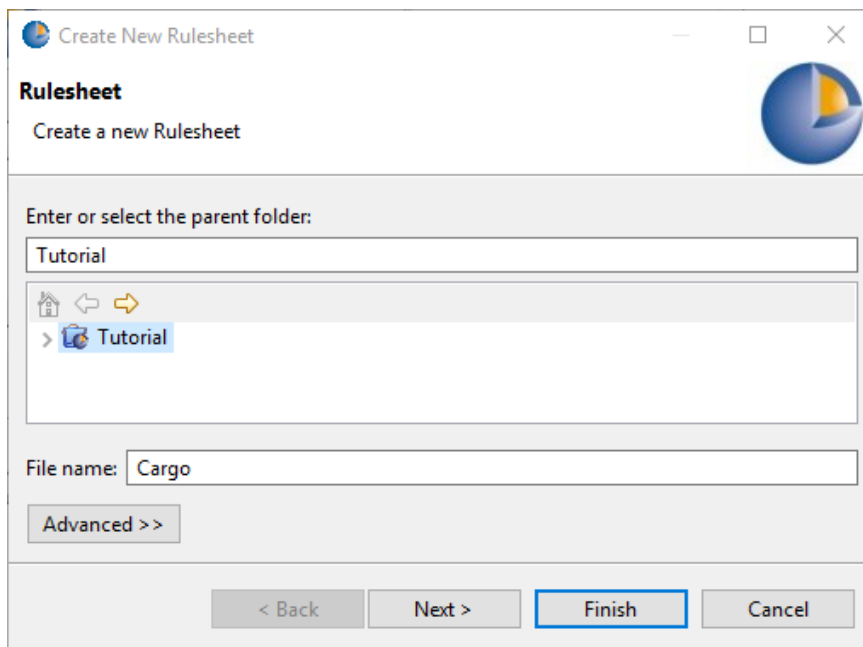 Create New Rulesheet
Rulesheet
Create a new Rulesheet
Enter or select the parent folder:
Tutorial
Tutorial
File name: Cargo
Advanced >>
< Back Next > Finish Cancel